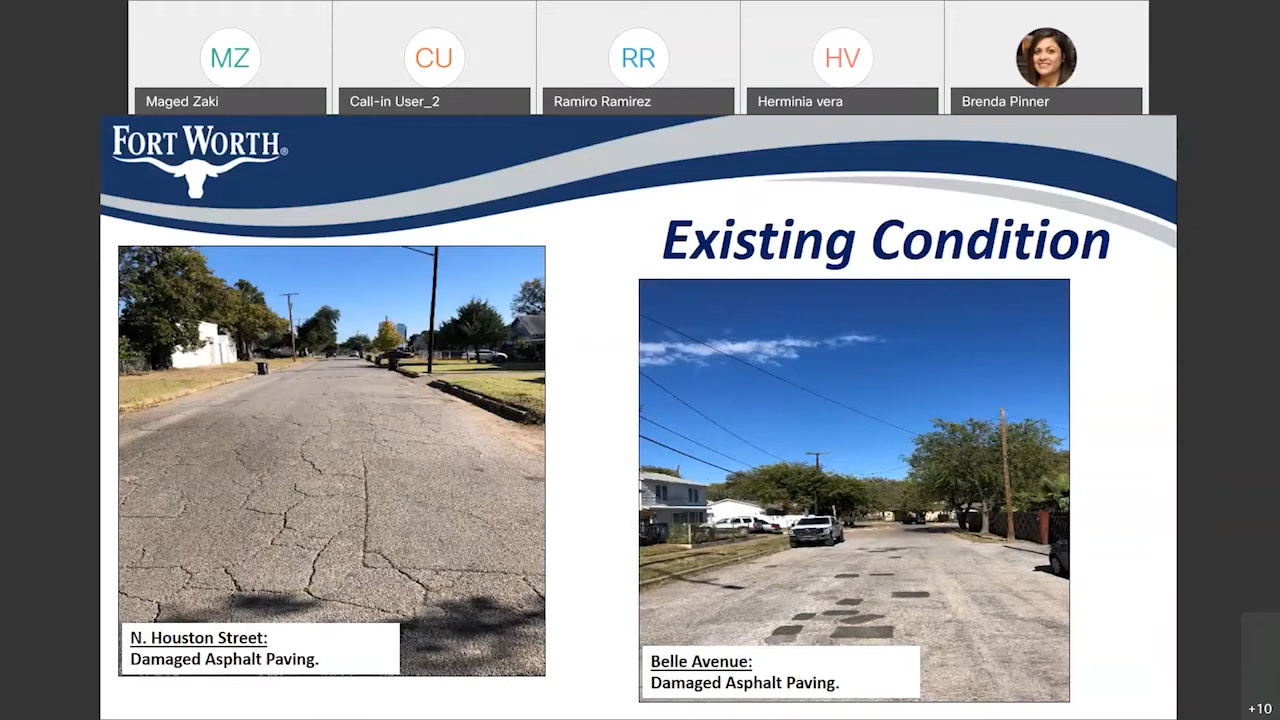 MZ
CU
RR
HV
Maged Zaki
Call-in User_2
Ramiro Ramirez
Herminia vera
Brenda Pinner
FORT WORTH®
Existing Condition
N. Houston Street:
Damaged Asphalt Paving.
Belle Avenue:
Damaged Asphalt Paving.
+10